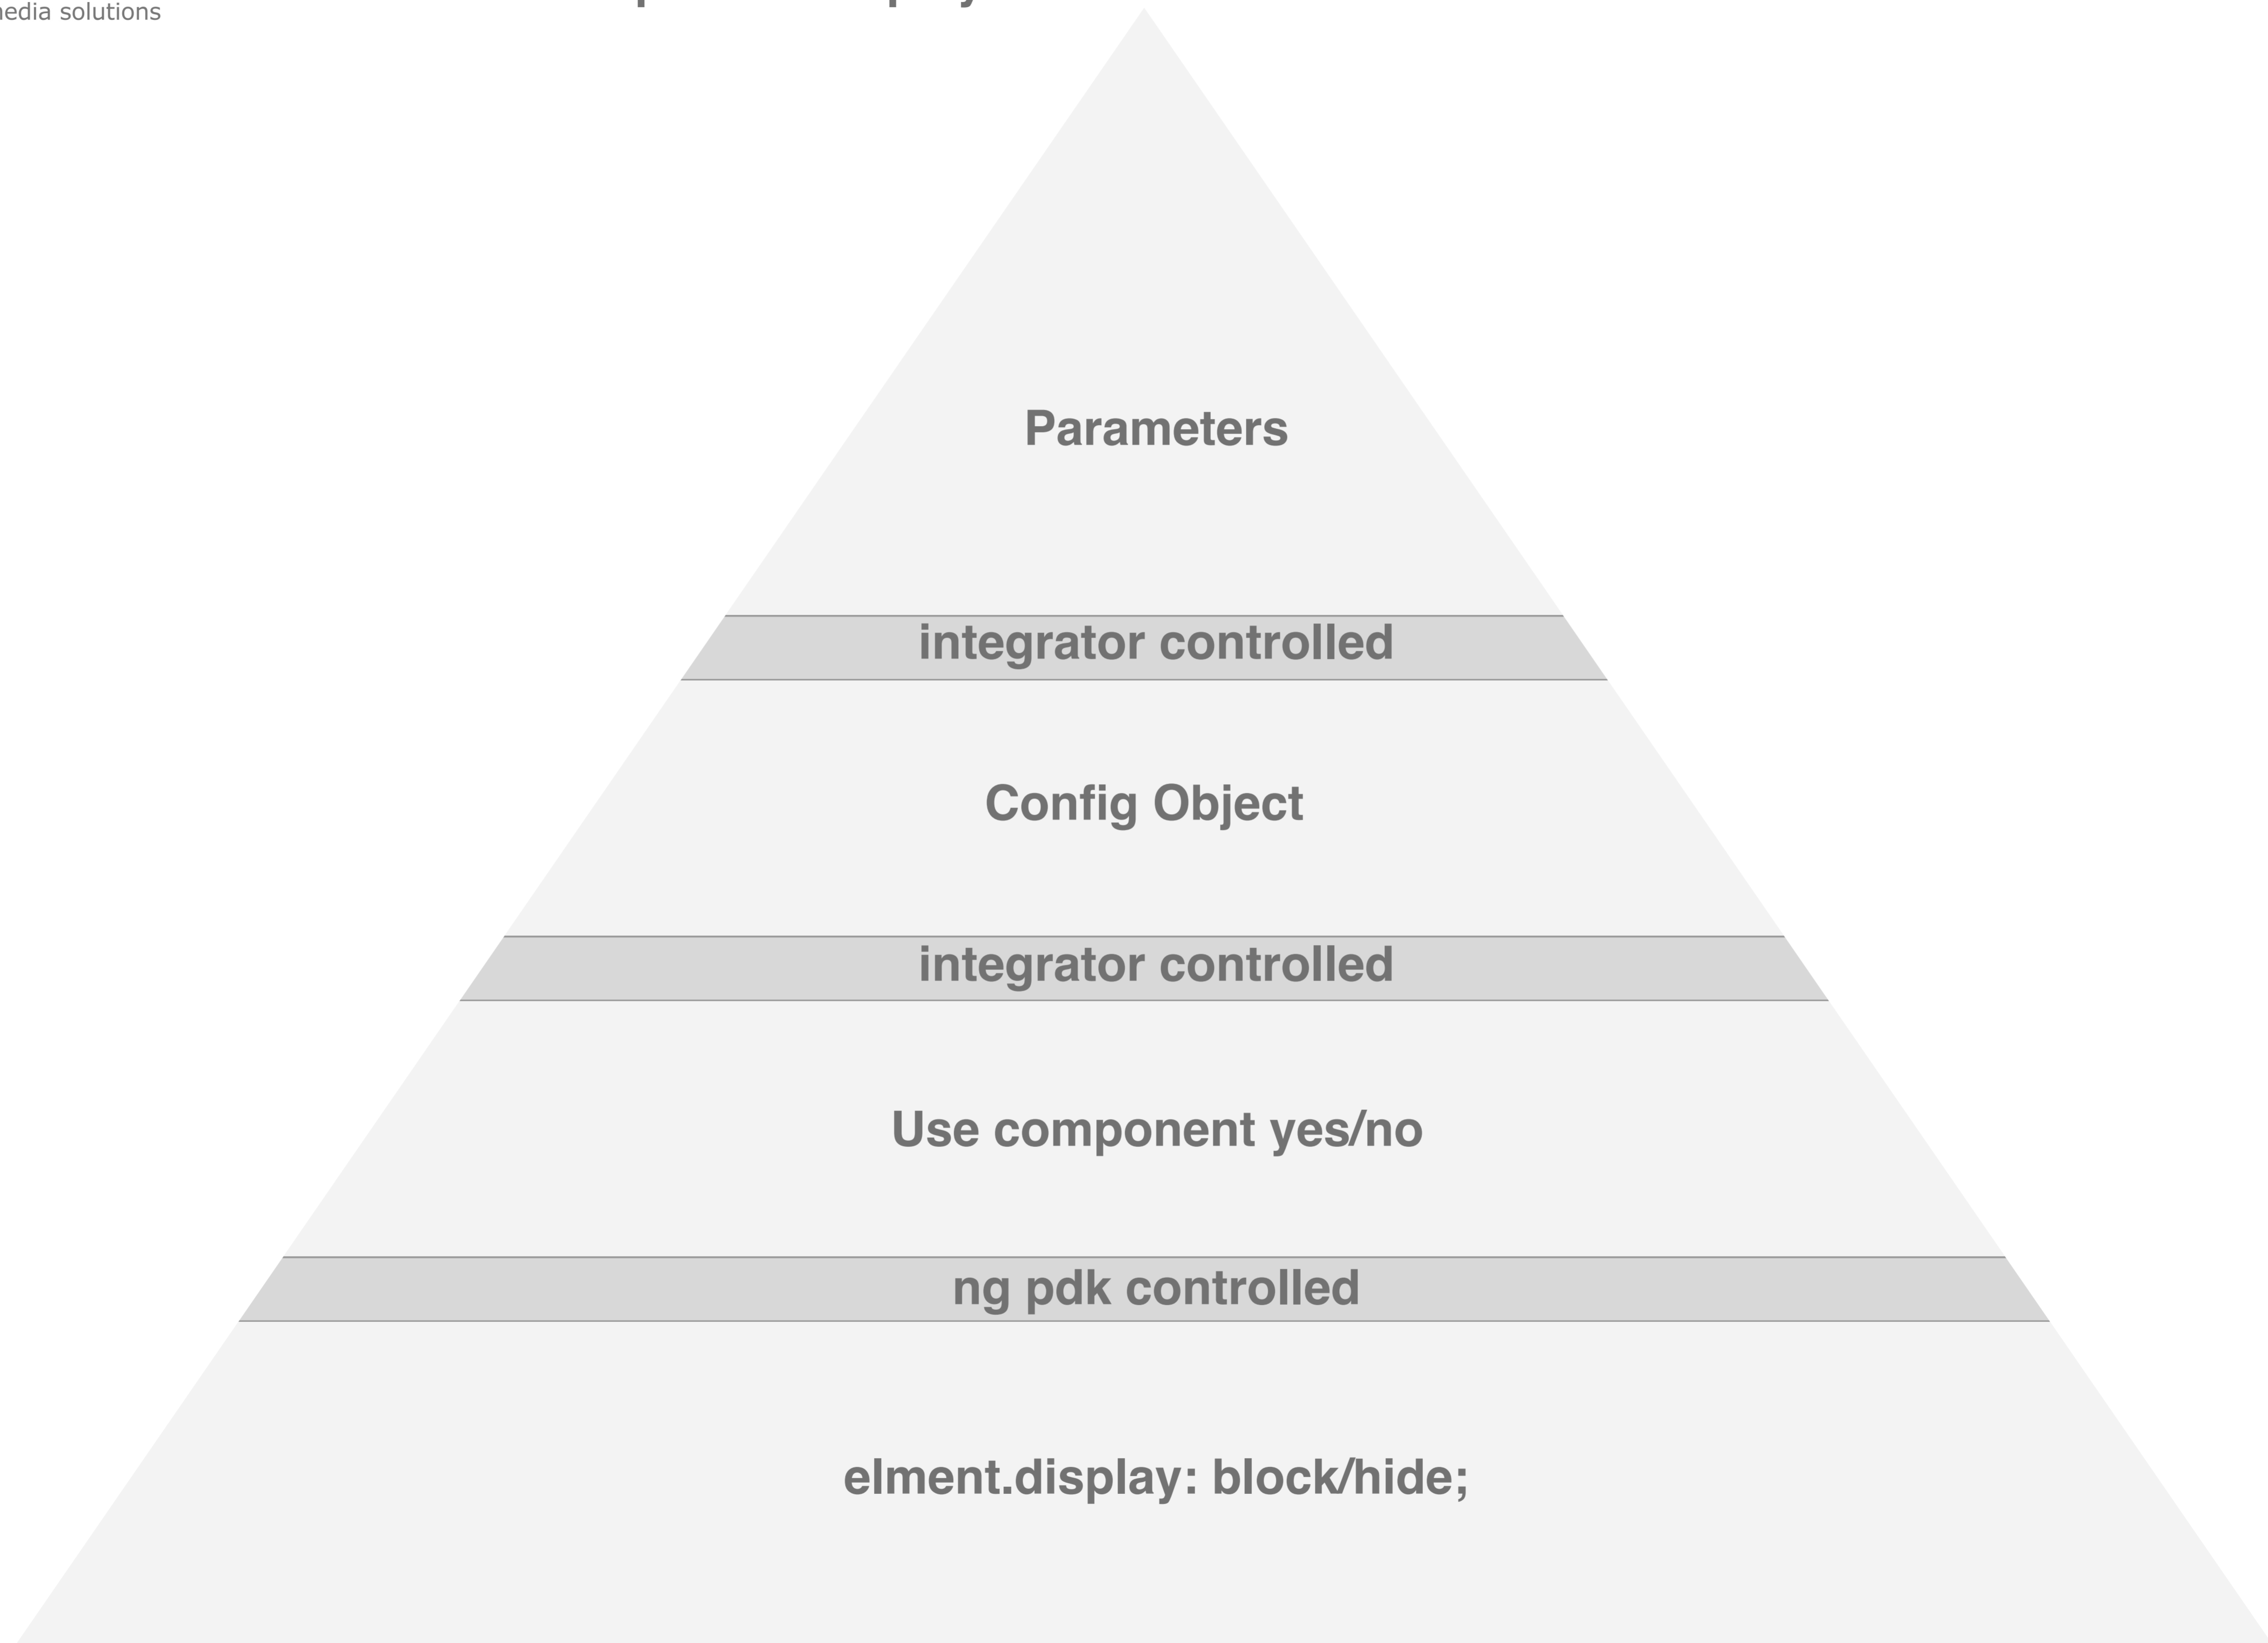 solutions
Parameters
integrator controlled
Config Object
integrator controlled
Use component yes/no
ng pdk controlled
elment.display: block/hide;